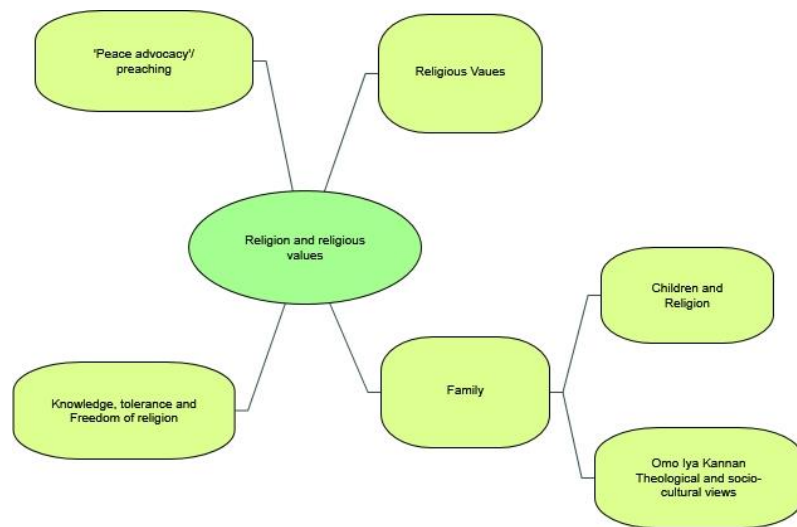 'Peace advocacy'/
preaching
Religious Vaues
Religion and religious
values
Children and
Religion
Family
Knowledge, tolerance and
Freedom of religion
Omo Iya Kannan
Theological and socio-
cultural views